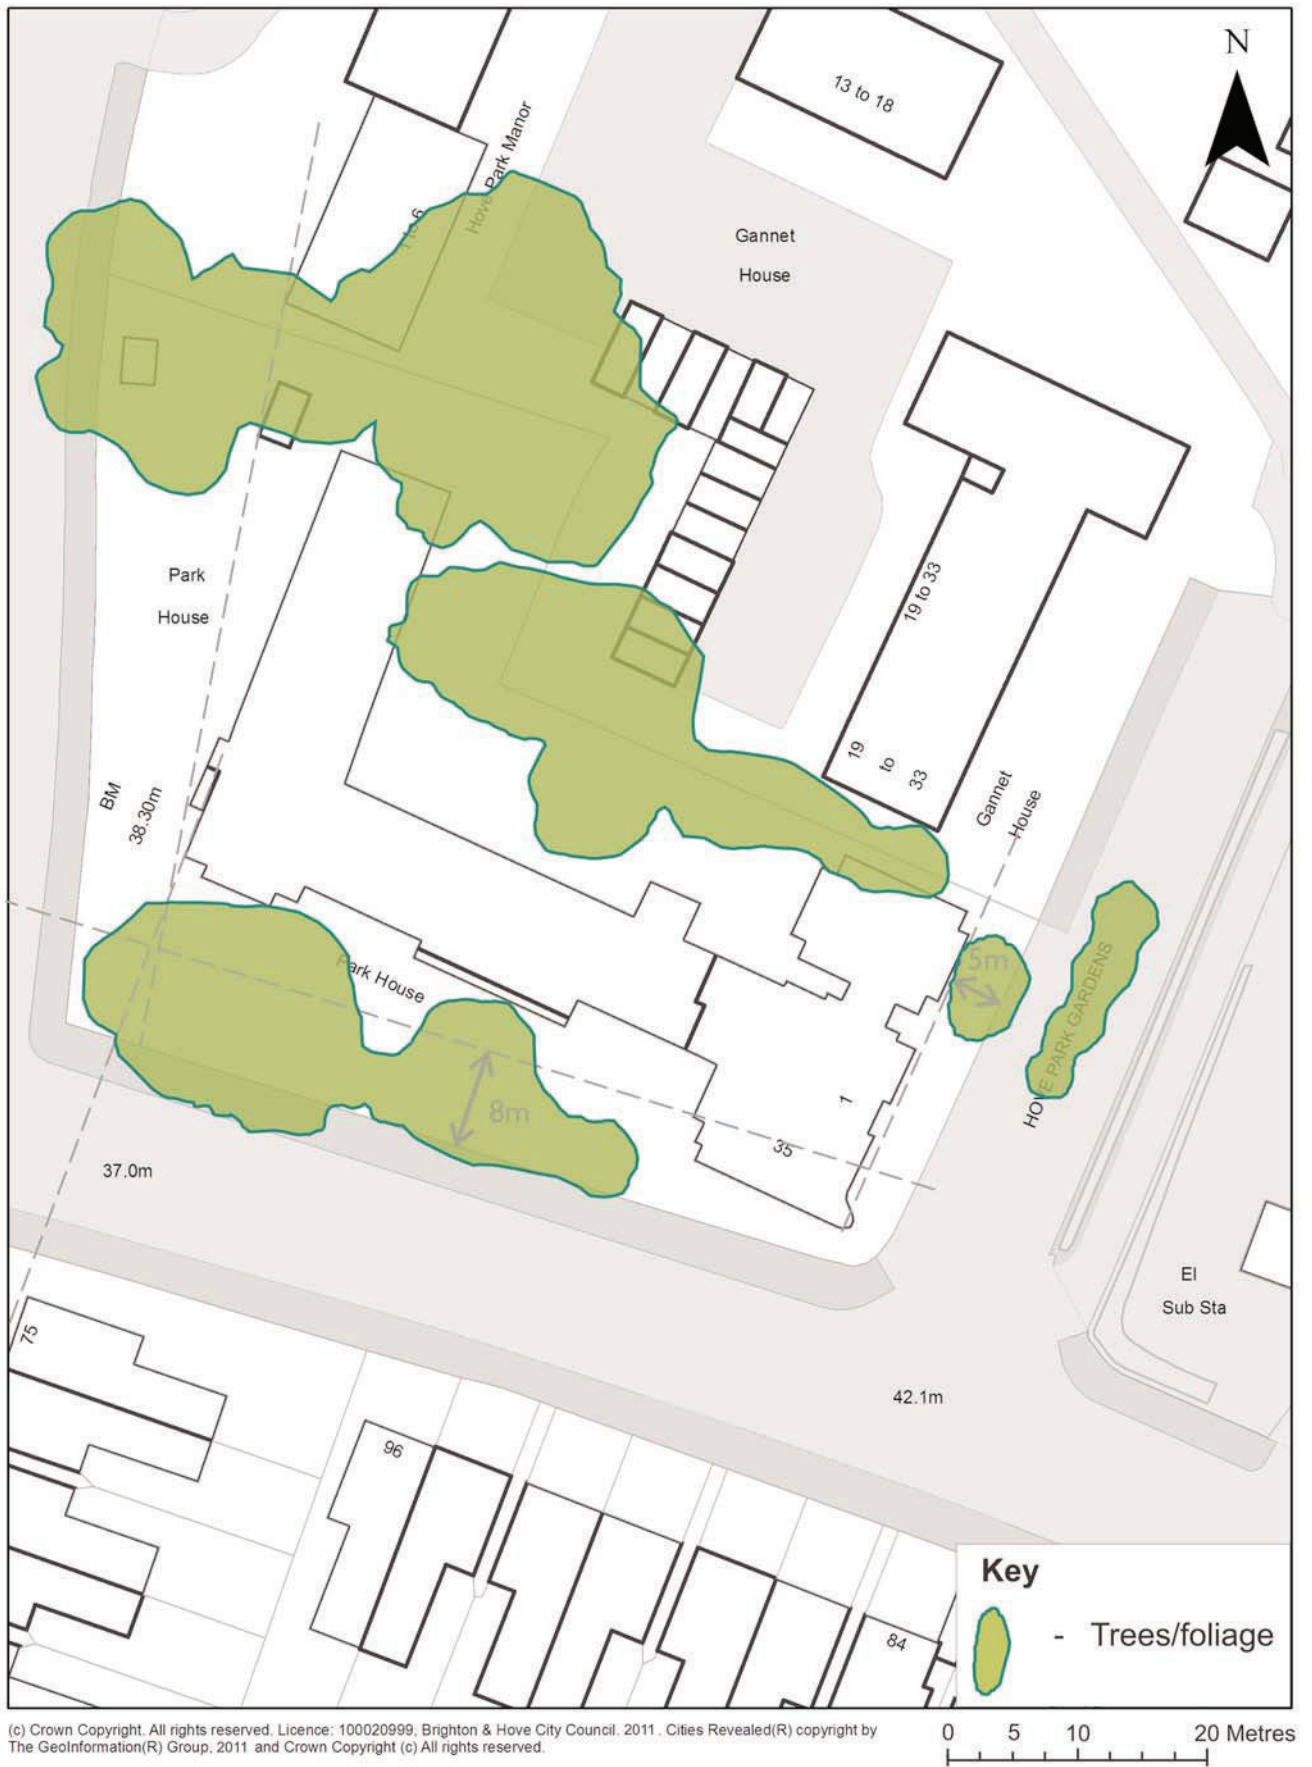 N
13 to 18
Hove Park Manor
1 to 6
Gannet
House
19 to 33
Park
House
19
to
33
Gannet
House
BM
38.30m
Park House
5m
HOVE PARK GARDENS
8m
1
35
37.0m
El
Sub Sta
75
42.1m
96
84
Key
- Trees/foliage
(c) Crown Copyright. All rights reserved. Licence: 100020999, Brighton & Hove City Council. 2011 . Cities Revealed(R) copyright by
The GeoInformation(R) Group, 2011 and Crown Copyright (c) All rights reserved.
0 5 10 20 Metres